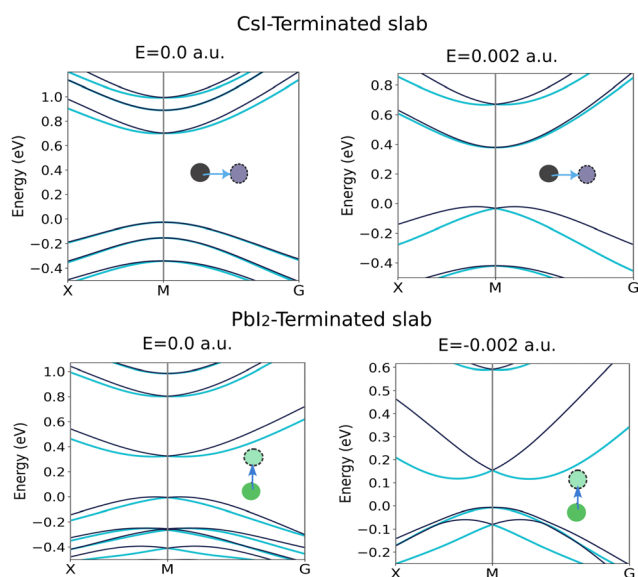 CsI-Terminated slab
E=0.0 a.u.
E=0.002 a.u.
Energy (eV)
1.0
0.8
0.6
0.4
0.2
0.0
−0.2
−0.4
X M G
Energy (eV)
0.8
0.6
0.4
0.2
0.0
−0.2
−0.4
X M G
PbI₂-Terminated slab
E=0.0 a.u.
E=-0.002 a.u.
Energy (eV)
1.0
0.8
0.6
0.4
0.2
0.0
−0.2
−0.4
X M G
Energy (eV)
0.6
0.5
0.4
0.3
0.2
0.1
0.0
−0.1
−0.2
X M G